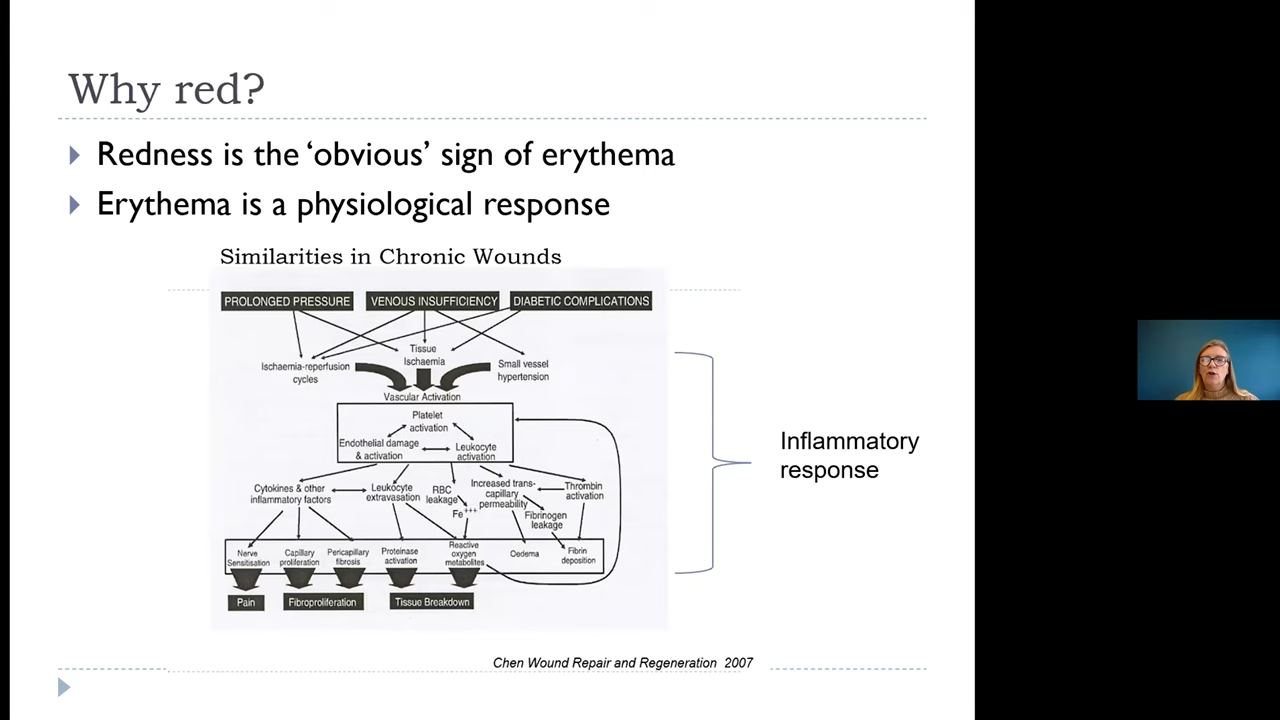 Why red?
Redness is the ‘obvious’ sign of erythema
Erythema is a physiological response
Similarities in Chronic Wounds
PROLONGED PRESSURE
VENOUS INSUFFICIENCY
DIABETIC COMPLICATIONS
Ischaemia-reperfusion
cycles
Tissue
Ischaemia
Small vessel
hypertension
Vascular Activation
Platelet
activation
Endothelial damage
& activation
Leukocyte
activation
Cytokines & other
inflammatory factors
Leukocyte
extravasation
RBC
leakage
Fe+++
Increased trans-
capillary
permeability
Fibrinogen
leakage
Thrombin
activation
Nerve
Sensitisation
Capillary
proliferation
Pericapillary
fibrosis
Proteinase
activation
Reactive
oxygen
metabolites
Oedema
Fibrin
deposition
Pain
Fibroproliferation
Tissue Breakdown
Inflammatory
response
Chen Wound Repair and Regeneration 2007